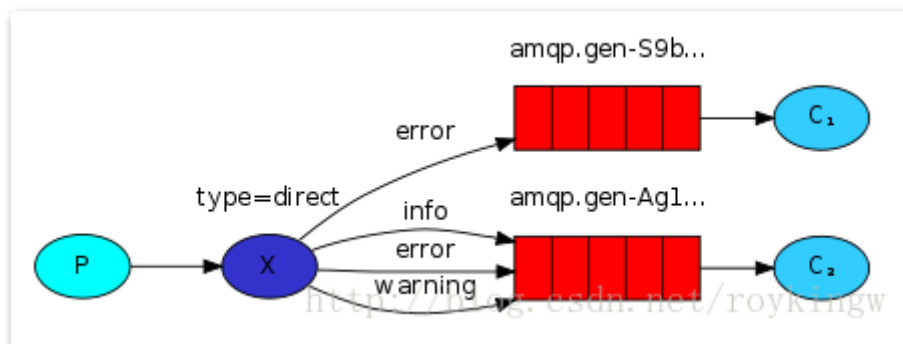 amqp.gen-S9b...
C₁
error
type=direct
amqp.gen-Ag1...
info
P
X
error
C₂
warning
http://blog.csdn.net/roykingw